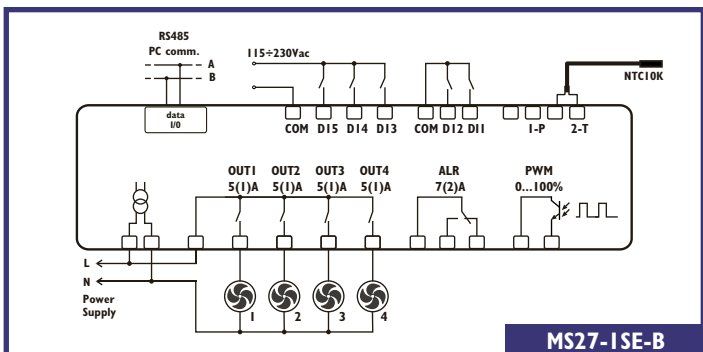 RS485
PC comm.
A
B
115÷230Vac
NTC10K
data
I/O
COM DI5 DI4 DI3
COM DI2 DI1
1-P
2-T
OUT1 OUT2 OUT3 OUT4
5(1)A 5(1)A 5(1)A 5(1)A
ALR
7(2)A
PWM
0...100%
L
N
Power
Supply
1 2 3 4
MS27-1SE-B